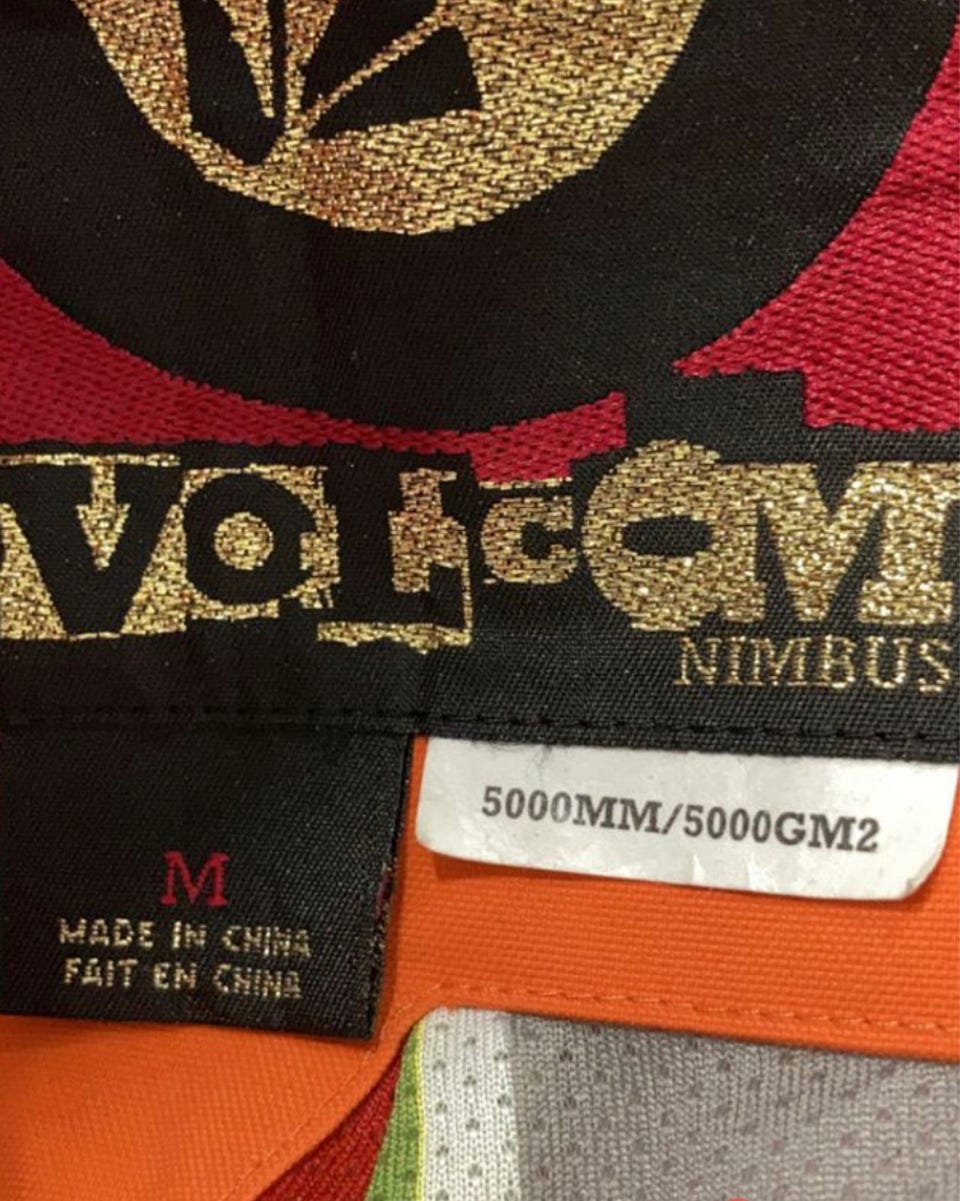 VOLCOM
NIMBUS
5000MM/5000GM2
M
MADE IN CHINA
FAIT EN CHINA